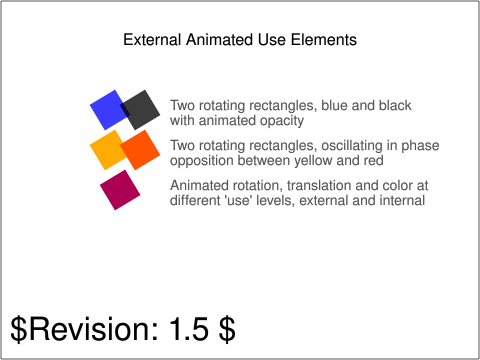 External Animated Use Elements
Two rotating rectangles, blue and black
with animated opacity
Two rotating rectangles, oscillating in phase
opposition between yellow and red
Animated rotation, translation and color at
different 'use' levels, external and internal
$Revision: 1.5 $